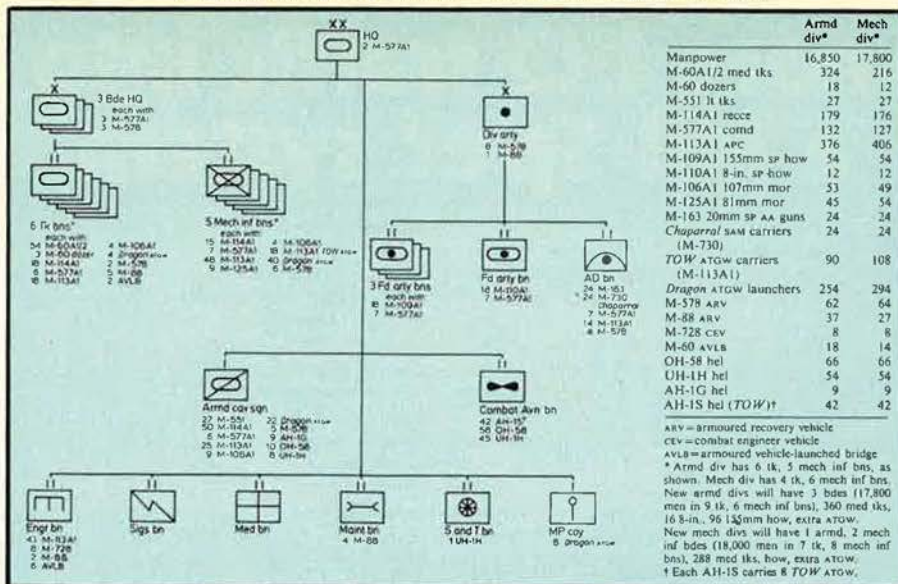 XX
HQ
2 M-577A1
X
3 Bde HQ
each with
3 M-577A1
3 M-578
X
Div arty
8 M-578
1 M-88
6 Tk bns*
each with
54 M-60A1/2
3 M-60 dozer
18 M-114A1
6 M-577A1
18 M-113A1
4 M-106A1
4 Dragon ATGW
2 M-578
5 M-88
2 AVLB
5 Mech inf bns*
each with
15 M-114A1
7 M-577A1
48 M-113A1
9 M-125A1
4 M-106A1
18 M-113A1 TOW ATGW
40 Dragon ATGW
6 M-578
3 Fd arty bns
18 M-109A1
7 M-577A1
Fd arty bn
7 M-577A1
AD bn
24 M-163
24 M-730
Chaparral
7 M-577A1
14 M-113A1
M-578
Armd cav sqn
27 M-551
50 M-114A1
6 M-577A1
25 M-113A1
9 M-106A1
22 Dragon ATGW
5 M-578
9 AH-1G
10 OH-58
8 UH-1H
Combat Avn bn
42 AH-1S†
56 OH-58
45 UH-1H
Engr bn
8 M-728
2 M-88
6 AVLB
Sigs bn
Med bn
Maint bn
4 M-88
S and T bn
1 UH-1H
MP coy
8 Dragon ATGW
Armd div* Mech div*
Manpower 16,850 17,800
M-60A1/2 med tks 324 216
M-60 dozers 18 12
M-551 lt tks 27 27
M-114A1 recce 179 176
M-577A1 comd 132 127
M-113A1 APC 376 406
M-109A1 155mm SP how 54 54
M-110A1 8-in. SP how 12 12
M-106A1 107mm mor 53 49
M-125A1 81mm mor 45 54
M-163 20mm SP AA guns 24 24
Chaparral SAM carriers 24 24
(M-730)
TOW ATGW carriers 90 108
(M-113A1)
Dragon ATGW launchers 254 294
M-578 ARV 62 64
M-88 ARV 37 27
M-728 CEV 8 8
M-60 AVLB 18 14
OH-58 hel 66 66
UH-1H hel 54 54
AH-1G hel 9 9
AH-1S hel (TOW)† 42 42
ARV=armoured recovery vehicle
CEV=combat engineer vehicle
AVLB=armoured vehicle-launched bridge
* Armd div has 6 tk, 5 mech inf bns, as
shown. Mech div has 4 tk, 6 mech inf bns.
New armd divs will have 3 bdes (17,800
men in 9 tk, 6 mech inf bns), 360 med tks,
16 8-in., 96 155mm how, extra ATGW.
New mech divs will have 1 armd, 2 mech
inf bdes (18,000 men in 7 tk, 8 mech inf
bns), 288 med tks, how, extra ATGW.
† Each AH-1S carries 8 TOW ATGW.